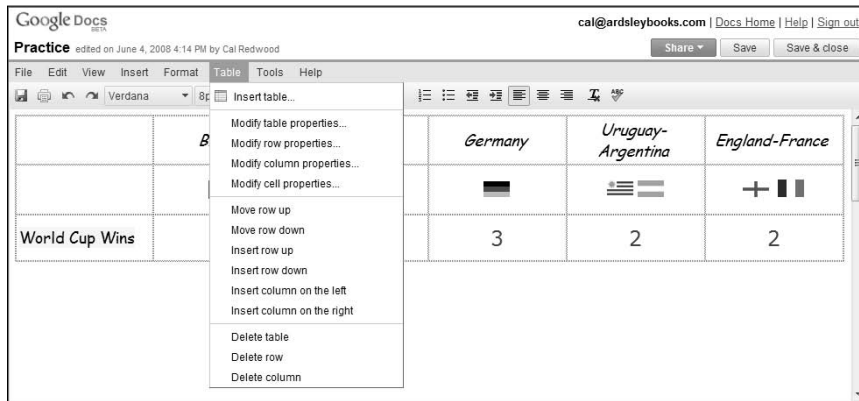 Google Docs
BETA
cal@ardsleybooks.com | Docs Home | Help | Sign out
Practice edited on June 4, 2008 4:14 PM by Cal Redwood
Share Save Save & close
File Edit View Insert Format Table Tools Help
Verdana 8p
Insert table...
Modify table properties...
Modify row properties...
Modify column properties...
Modify cell properties...
Move row up
Move row down
Insert row up
Insert row down
Insert column on the left
Insert column on the right
Delete table
Delete row
Delete column
B
Germany
Uruguay-
Argentina
England-France
World Cup Wins
3 2 2
ABC